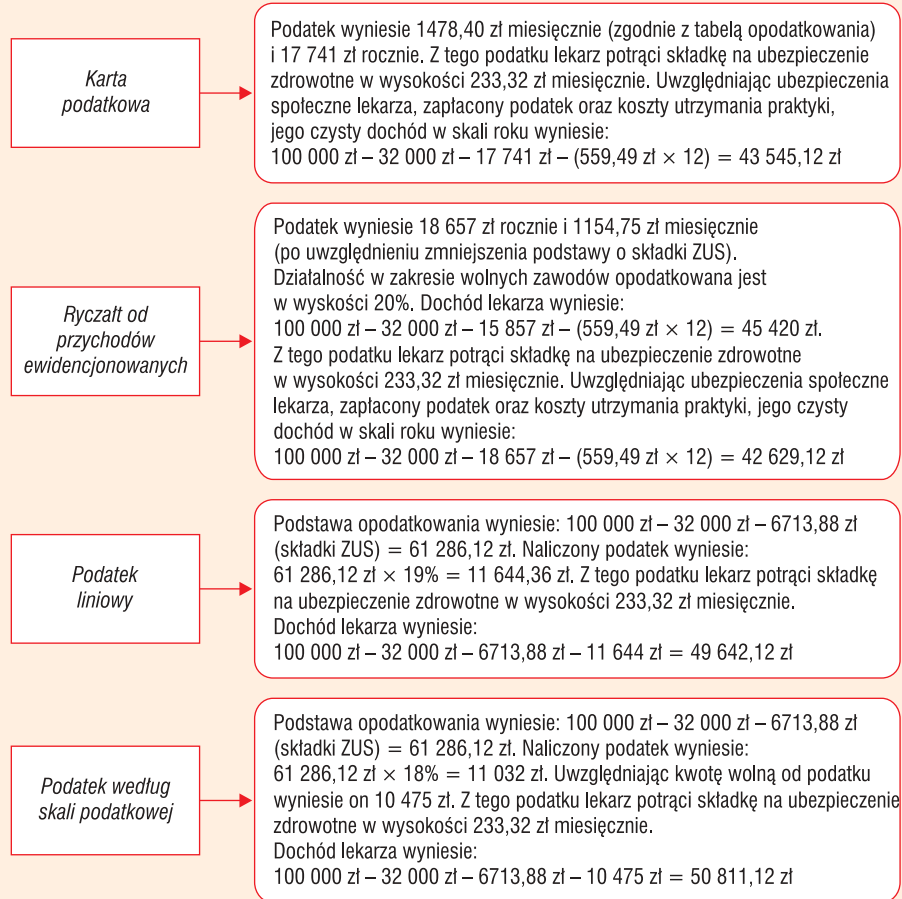 Karta
podatkowa
Podatek wyniesie 1478,40 zł miesięcznie (zgodnie z tabelą opodatkowania)
i 17 741 zł rocznie. Z tego podatku lekarz potrąci składkę na ubezpieczenie
zdrowotne w wysokości 233,32 zł miesięcznie. Uwzględniając ubezpieczenia
społeczne lekarza, zapłacony podatek oraz koszty utrzymania praktyki,
jego czysty dochód w skali roku wyniesie:
100 000 zł – 32 000 zł – 17 741 zł – (559,49 zł × 12) = 43 545,12 zł
Ryczałt od
przychodów
ewidencjonowanych
Podatek wyniesie 18 657 zł rocznie i 1154,75 zł miesięcznie
(po uwzględnieniu zmniejszenia podstawy o składki ZUS).
Działalność w zakresie wolnych zawodów opodatkowana jest
w wyskości 20%. Dochód lekarza wyniesie:
100 000 zł – 32 000 zł – 15 857 zł – (559,49 zł × 12) = 45 420 zł.
Z tego podatku lekarz potrąci składkę na ubezpieczenie zdrowotne
w wysokości 233,32 zł miesięcznie. Uwzględniając ubezpieczenia społeczne
lekarza, zapłacony podatek oraz koszty utrzymania praktyki, jego czysty
dochód w skali roku wyniesie:
100 000 zł – 32 000 zł – 18 657 zł – (559,49 zł × 12) = 42 629,12 zł
Podatek
liniowy
Podstawa opodatkowania wyniesie: 100 000 zł – 32 000 zł – 6713,88 zł
(składki ZUS) = 61 286,12 zł. Naliczony podatek wyniesie:
61 286,12 zł × 19% = 11 644,36 zł. Z tego podatku lekarz potrąci składkę
na ubezpieczenie zdrowotne w wysokości 233,32 zł miesięcznie.
Dochód lekarza wyniesie:
100 000 zł – 32 000 zł – 6713,88 zł – 11 644 zł = 49 642,12 zł
Podatek według
skali podatkowej
Podstawa opodatkowania wyniesie: 100 000 zł – 32 000 zł – 6713,88 zł
(składki ZUS) = 61 286,12 zł. Naliczony podatek wyniesie:
61 286,12 zł × 18% = 11 032 zł. Uwzględniając kwotę wolną od podatku
wyniesie on 10 475 zł. Z tego podatku lekarz potrąci składkę na ubezpieczenie
zdrowotne w wysokości 233,32 zł miesięcznie.
Dochód lekarza wyniesie:
100 000 zł – 32 000 zł – 6713,88 zł – 10 475 zł = 50 811,12 zł